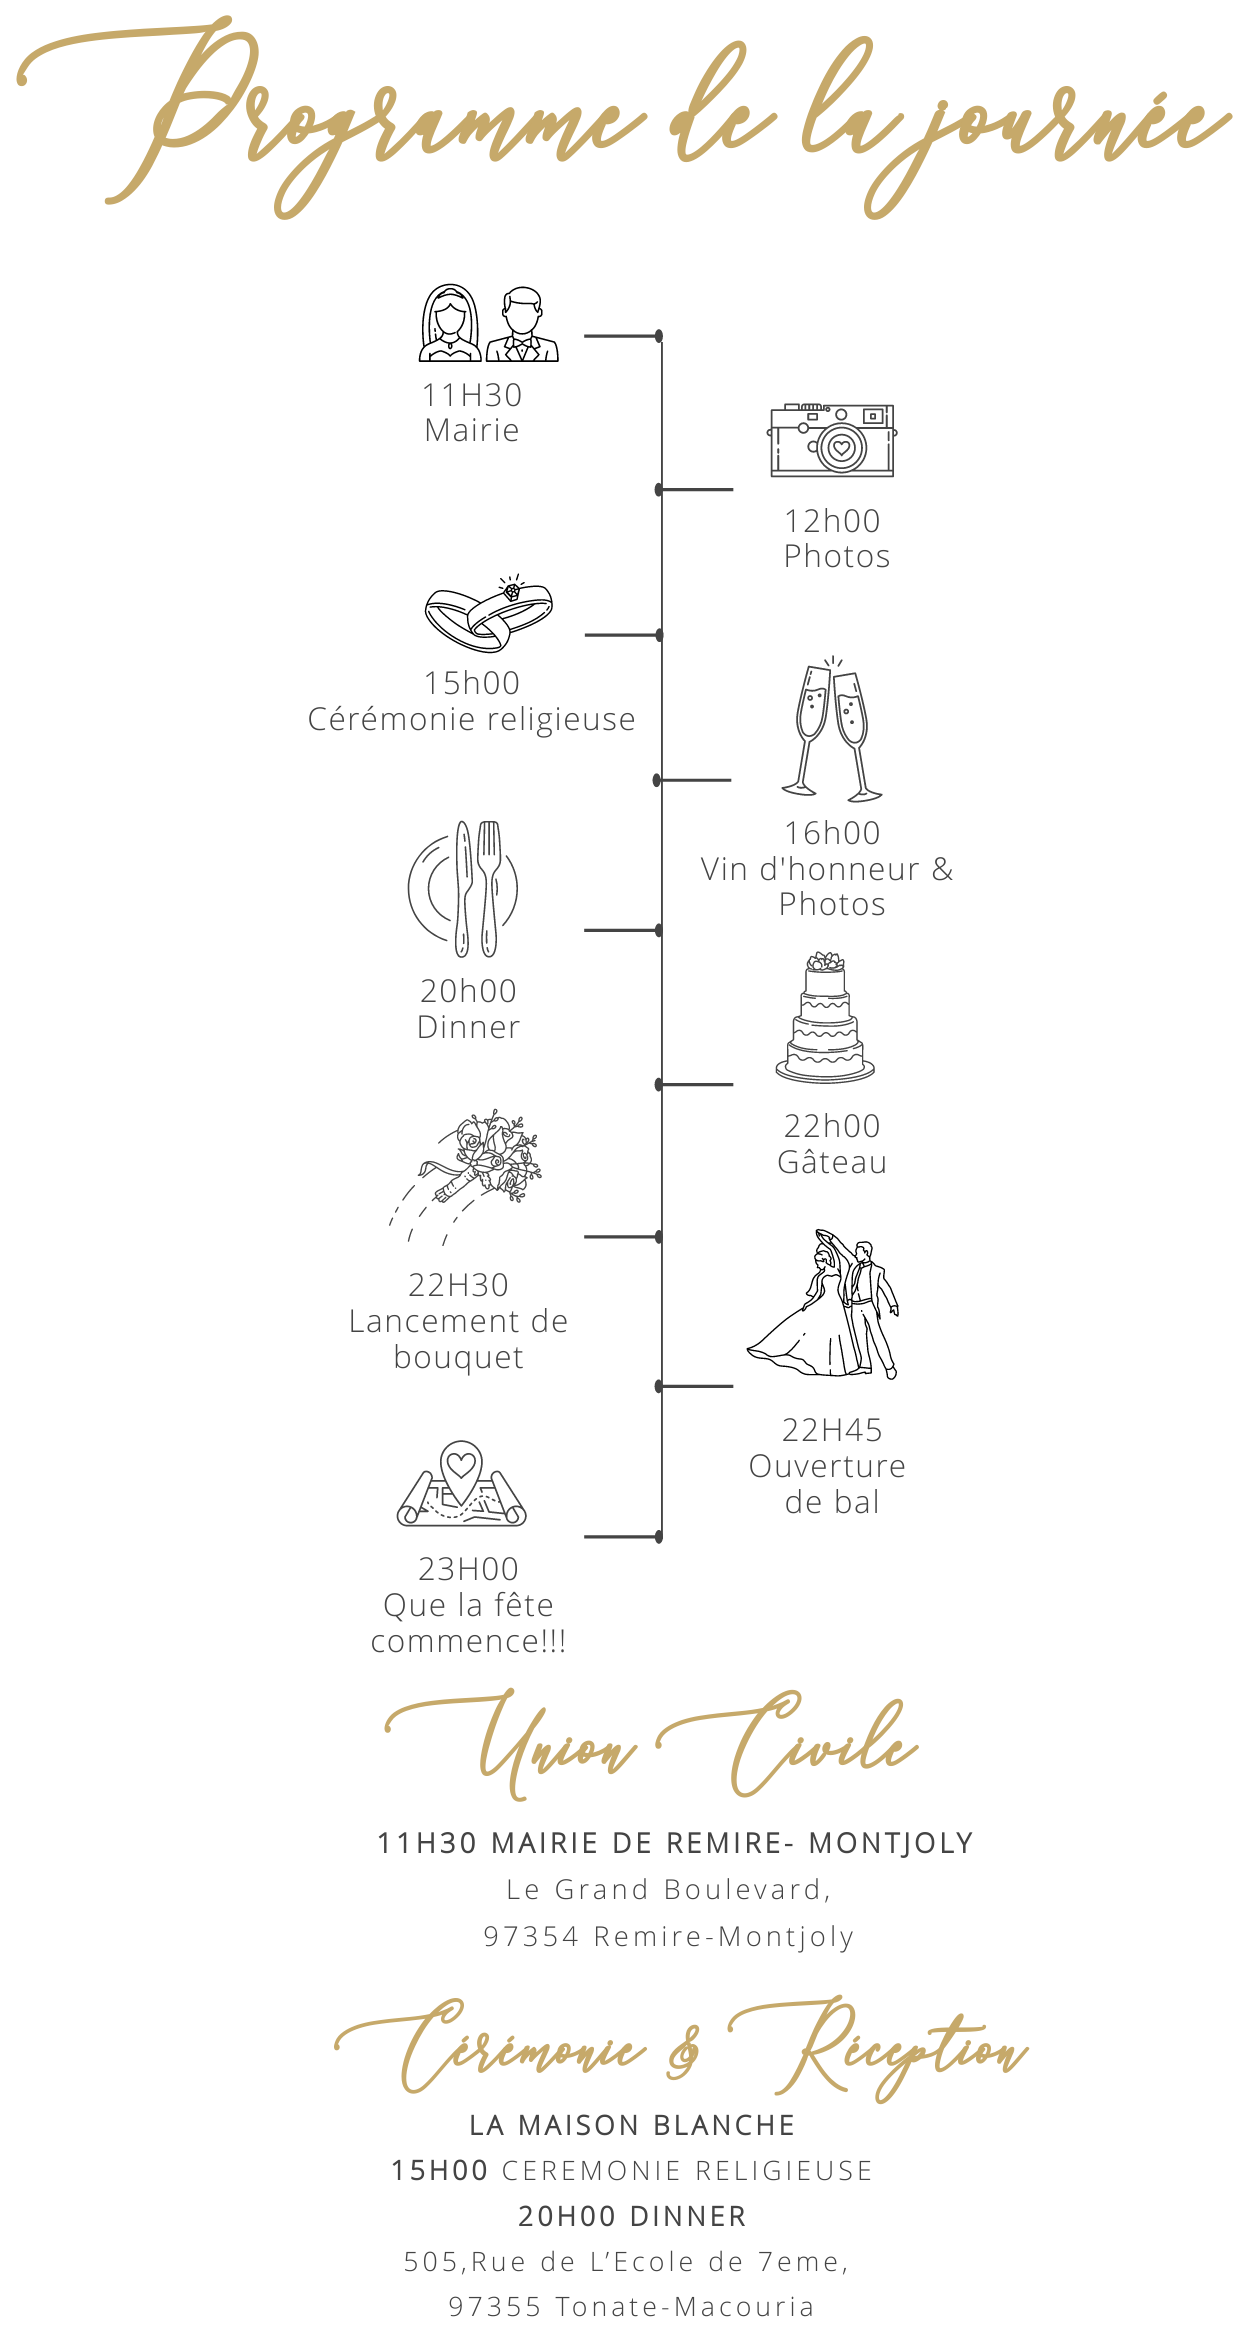 Programme de la journée
11H30
Mairie
12h00
Photos
15h00
Cérémonie religieuse
16h00
Vin d'honneur &
Photos
20h00
Dinner
22h00
Gâteau
22H30
Lancement de
bouquet
22H45
Ouverture
de bal
23H00
Que la fête
commence!!!
Union Civile
11H30 MAIRIE DE REMIRE- MONTJOLY
Le Grand Boulevard,
97354 Remire-Montjoly
Cérémonie & Réception
LA MAISON BLANCHE
15H00 CEREMONIE RELIGIEUSE
20H00 DINNER
505,Rue de L’Ecole de 7eme,
97355 Tonate-Macouria